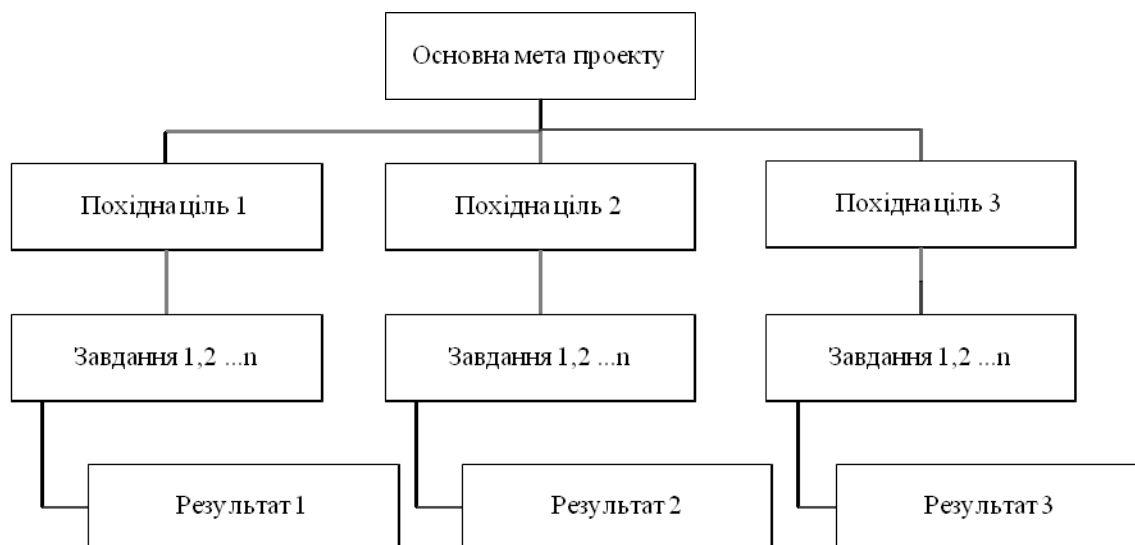 Основна мета проекту
Похідна ціль 1
Похідна ціль 2
Похідна ціль 3
Завдання 1,2 ...n
Завдання 1,2 ...n
Завдання 1,2 ...n
Результат 1
Результат 2
Результат 3